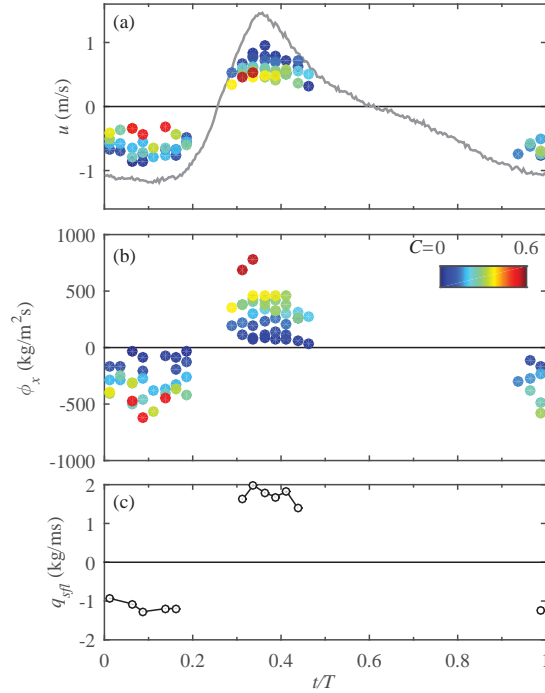 (a)
1
0
-1
u (m/s)
(b)
C=0
0.6
1000
500
0
-500
-1000
ϕx (kg/m²s)
(c)
2
1
0
-1
-2
qsfl (kg/ms)
0
0.2
0.4
0.6
0.8
1
t/T